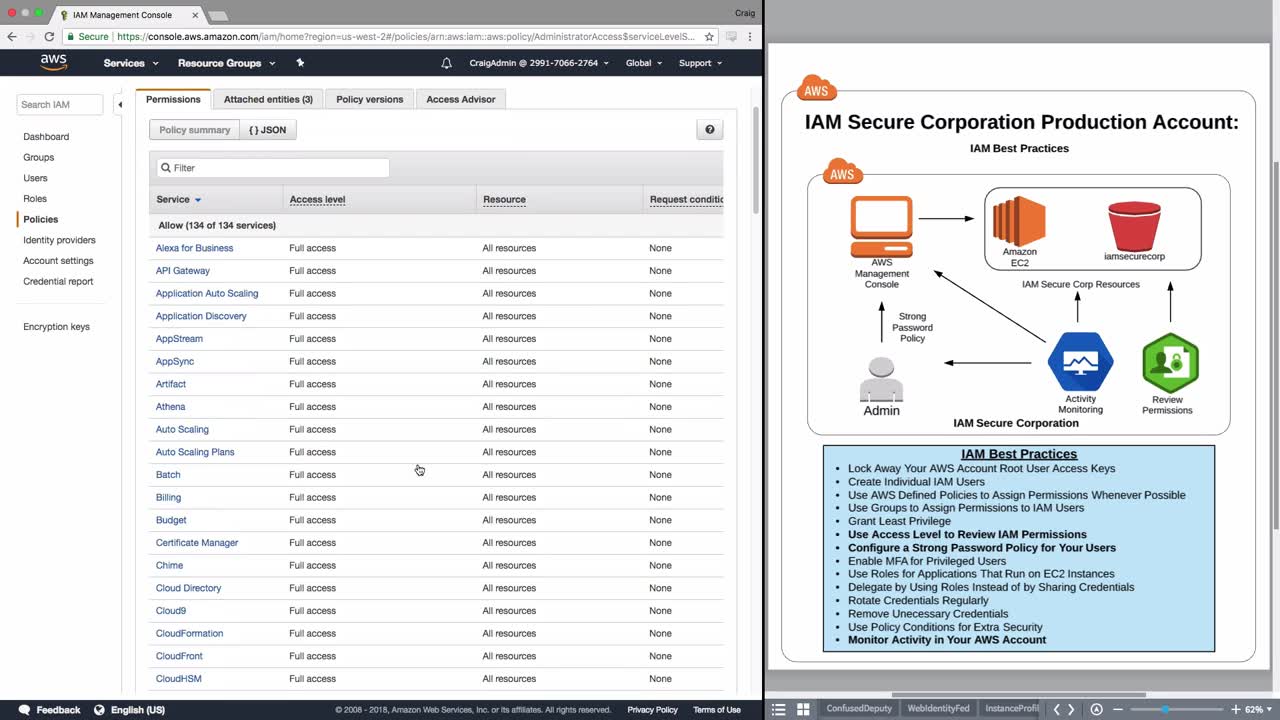 IAM Management Console
Craig
Secure
https://console.aws.amazon.com/iam/home?region=us-west-2#/policies/arn:aws:iam::aws:policy/AdministratorAccess$serviceLevelS...
aws
Services
Resource Groups
CraigAdmin @ 2991-7066-2764
Global
Support
Search IAM
Dashboard
Groups
Users
Roles
Policies
Identity providers
Account settings
Credential report
Encryption keys
Permissions
Attached entities (3)
Policy versions
Access Advisor
Policy summary
{ } JSON
Filter
Service Access level Resource Request conditio
Allow (134 of 134 services)
Alexa for Business Full access All resources None
API Gateway Full access All resources None
Application Auto Scaling Full access All resources None
Application Discovery Full access All resources None
AppStream Full access All resources None
AppSync Full access All resources None
Artifact Full access All resources None
Athena Full access All resources None
Auto Scaling Full access All resources None
Auto Scaling Plans Full access All resources None
Batch Full access All resources None
Billing Full access All resources None
Budget Full access All resources None
Certificate Manager Full access All resources None
Chime Full access All resources None
Cloud Directory Full access All resources None
Cloud9 Full access All resources None
CloudFormation Full access All resources None
CloudFront Full access All resources None
CloudHSM Full access All resources None
Feedback
English (US)
© 2008 - 2018, Amazon Web Services, Inc. or its affiliates. All rights reserved.
Privacy Policy
Terms of Use
AWS
IAM Secure Corporation Production Account:
IAM Best Practices
AWS
AWS
Management
Console
Amazon
EC2
iamsecurecorp
IAM Secure Corp Resources
Strong
Password
Policy
Admin
Activity
Monitoring
Review
Permissions
IAM Secure Corporation
IAM Best Practices
• Lock Away Your AWS Account Root User Access Keys
• Create Individual IAM Users
• Use AWS Defined Policies to Assign Permissions Whenever Possible
• Use Groups to Assign Permissions to IAM Users
• Grant Least Privilege
• Use Access Level to Review IAM Permissions
• Configure a Strong Password Policy for Your Users
• Enable MFA for Privileged Users
• Use Roles for Applications That Run on EC2 Instances
• Delegate by Using Roles Instead of by Sharing Credentials
• Rotate Credentials Regularly
• Remove Unecessary Credentials
• Use Policy Conditions for Extra Security
• Monitor Activity in Your AWS Account
ConfusedDeputy
WebIdentityFed
InstanceProfil
62%